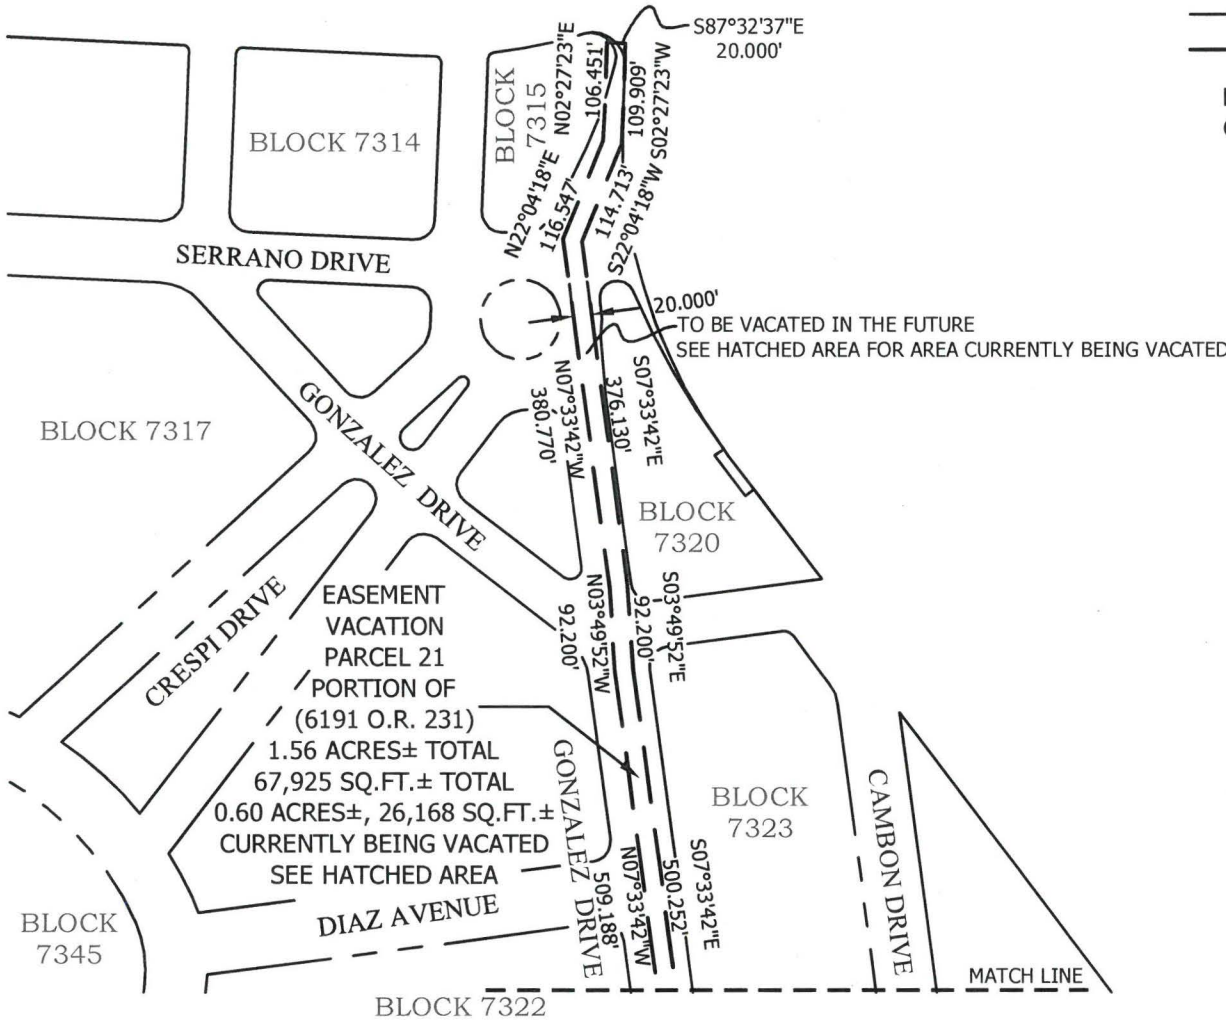 S87°32'37"E
20.000'
N02°27'23"E
106.451'
109.909'
S02°27'23"W
BLOCK
7315
BLOCK 7314
N22°04'18"E
116.547'
114.713'
S22°04'18"W
SERRANO DRIVE
20.000'
TO BE VACATED IN THE FUTURE
SEE HATCHED AREA FOR AREA CURRENTLY BEING VACATED
N07°33'42"W
380.770'
376.130'
S07°33'42"E
GONZALEZ DRIVE
BLOCK 7317
BLOCK
7320
CRESPI DRIVE
N03°49'52"W
92.200'
92.200'
S03°49'52"E
EASEMENT
VACATION
PARCEL 21
PORTION OF
(6191 O.R. 231)
1.56 ACRES± TOTAL
67,925 SQ.FT.± TOTAL
0.60 ACRES±, 26,168 SQ.FT.±
CURRENTLY BEING VACATED
SEE HATCHED AREA
GONZALEZ DRIVE
BLOCK
7323
CAMBON DRIVE
N07°33'42"W
509.188'
500.252'
S07°33'42"E
DIAZ AVENUE
BLOCK
7345
MATCH LINE
BLOCK 7322